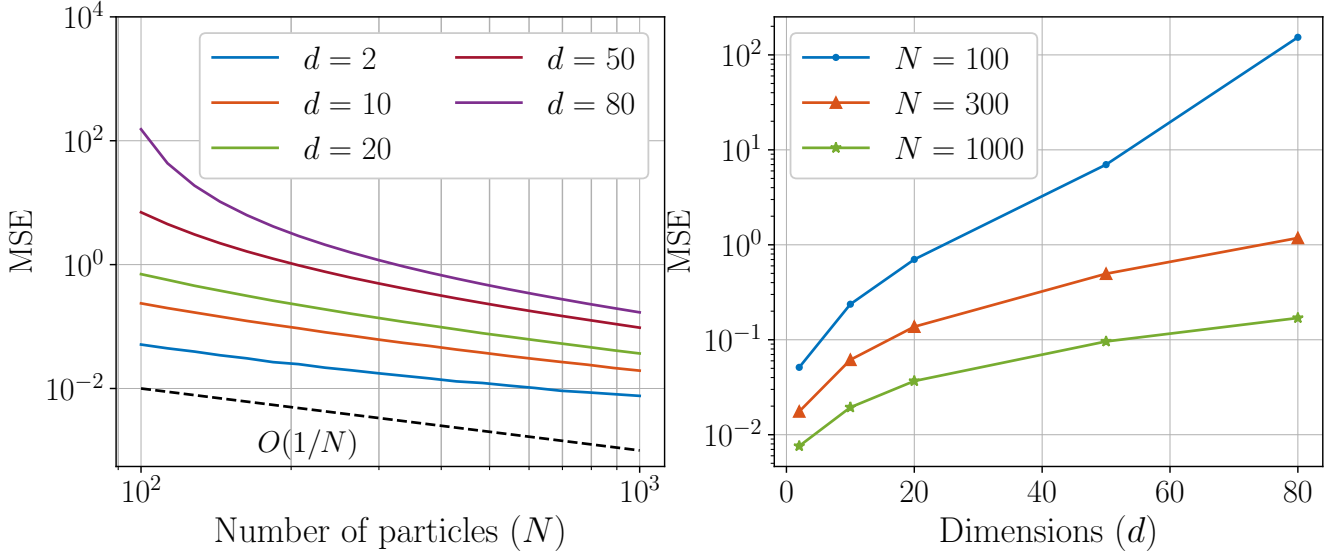 10^4
10^2
10^0
10^{-2}
MSE
d = 2
d = 10
d = 20
d = 50
d = 80
O(1/N)
10^2
10^3
Number of particles (N)
10^2
10^1
10^0
10^{-1}
10^{-2}
MSE
N = 100
N = 300
N = 1000
0
20
40
60
80
Dimensions (d)